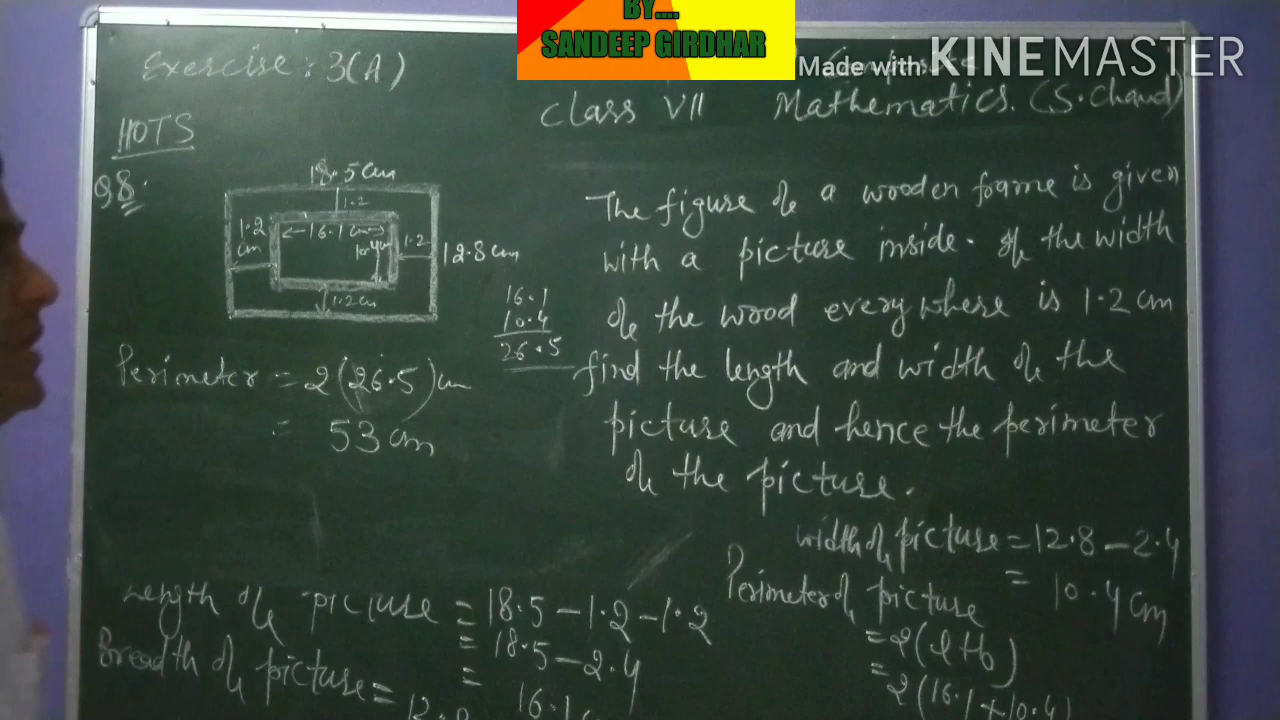 BY....
SANDEEP GIRDHAR
Made with KINEMASTER
Exercise: 3(A)
Class VII Mathematics. (S. Chand)
HOTS
Q8.
18.5 cm
1.2
1.2 cm
16.1 cm
10.4
1.2
12.8 cm
1.2 cm
16.1
10.4
26.5
Perimeter = 2(26.5) cm
= 53 cm
The figure of a wooden frame is given
with a picture inside. If the width
of the wood everywhere is 1.2 cm
find the length and width of the
picture and hence the perimeter
of the picture.
width of picture = 12.8 - 2.4
= 10.4 cm
Perimeter of picture
= 2(l+b)
= 2(16.1+10.4)
Length of picture = 18.5 - 1.2 - 1.2
= 18.5 - 2.4
= 16.1
Breadth of picture =